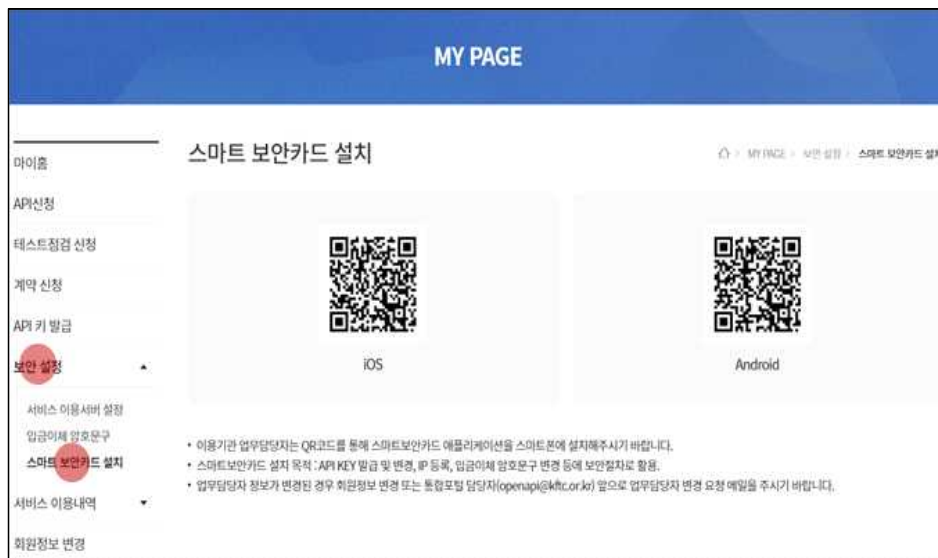 MY PAGE
스마트 보안카드 설치
MY PAGE > 보안 설정 > 스마트 보안카드 설치
마이홈
API신청
테스트점검 신청
계약 신청
API 키 발급
보안 설정
서비스 이용서버 설정
입금이체 암호문구
스마트 보안카드 설치
서비스 이용내역
회원정보 변경
iOS
Android
• 이용기관 업무담당자는 QR코드를 통해 스마트보안카드 애플리케이션을 스마트폰에 설치해주시기 바랍니다.
• 스마트보안카드 설치 목적 : API KEY 발급 및 변경, IP 등록, 입금이체 암호문구 변경 등에 보안절차로 활용.
• 업무담당자 정보가 변경된 경우 회원정보 변경 또는 통합포털 담당자(openapi@kftc.or.kr) 앞으로 업무담당자 변경 요청 메일을 주시기 바랍니다.